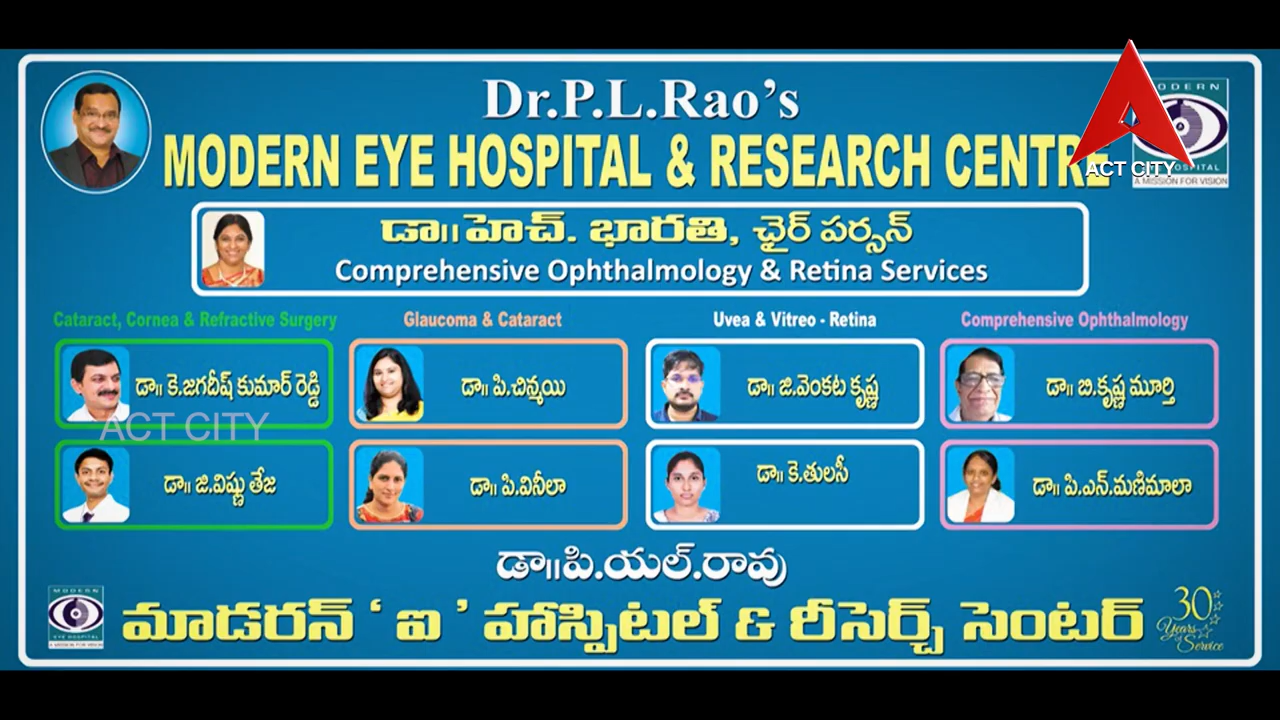 Dr.P.L.Rao's
MODERN EYE HOSPITAL & RESEARCH CENTRE
MODERN
EYE HOSPITAL
A MISSION FOR VISION
ACT CITY
డా॥హెచ్. భారతి, ఛైర్ పర్సన్
Comprehensive Ophthalmology & Retina Services
Cataract, Cornea & Refractive Surgery
Glaucoma & Cataract
Uvea & Vitreo - Retina
Comprehensive Ophthalmology
డా॥ కె.జగదీష్ కుమార్ రెడ్డి
డా॥ పి.చిన్మయి
డా॥ జి.వెంకట కృష్ణ
డా॥ బి.కృష్ణ మూర్తి
ACT CITY
డా॥ జి.విష్ణు తేజ
డా॥ పి.వినీలా
డా॥ కె.తులసీ
డా॥ పి.ఎన్.మణిమాలా
డా॥పి.యల్.రావు
MODERN
EYE HOSPITAL
A MISSION FOR VISION
మాడరన్ ' ఐ ' హాస్పిటల్ & రీసెర్చ్ సెంటర్
30
Years
of
Service